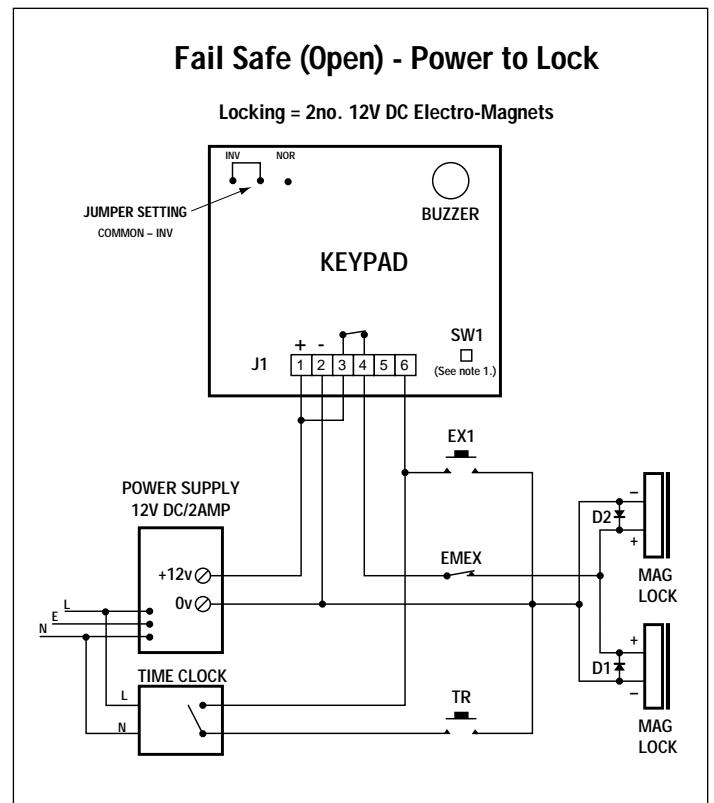 Fail Safe (Open) - Power to Lock
Locking = 2no. 12V DC Electro-Magnets
INV NOR
JUMPER SETTING
COMMON – INV
BUZZER
KEYPAD
SW1
(See note 1.)
+ -
J1 1 2 3 4 5 6
EX1
POWER SUPPLY
12V DC/2AMP
+12v
0v
L
E
N
EMEX
–
D2
+
MAG
LOCK
TIME CLOCK
L
N
TR
+
D1
–
MAG
LOCK